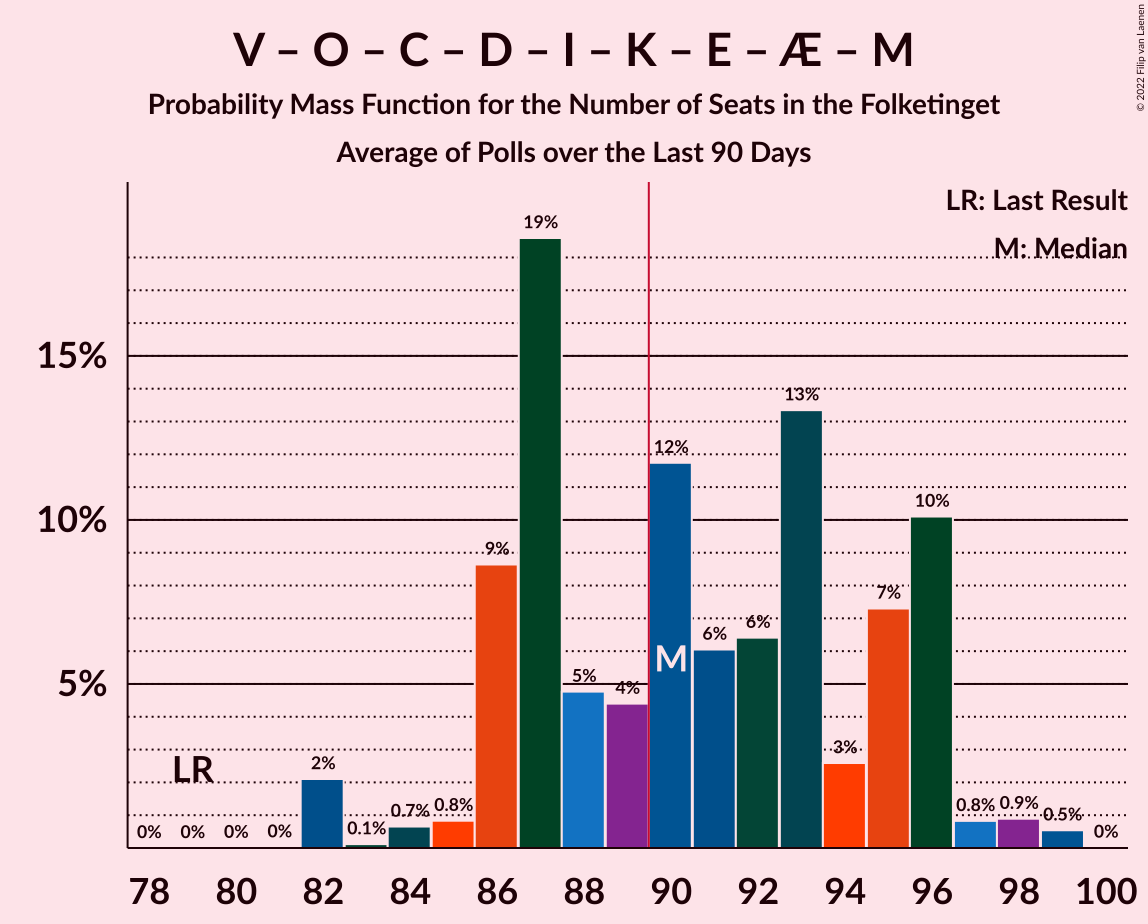 V – O – C – D – I – K – E – Æ – M
Probability Mass Function for the Number of Seats in the Folketinget
Average of Polls over the Last 90 Days
© 2022 Filip van Laenen
LR: Last Result
M: Median
15%
10%
5%
0%
0%
0%
0%
2%
0.1%
0.7%
0.8%
9%
19%
5%
4%
12%
6%
6%
13%
3%
7%
10%
0.8%
0.9%
0.5%
0%
LR
M
78 80 82 84 86 88 90 92 94 96 98 100